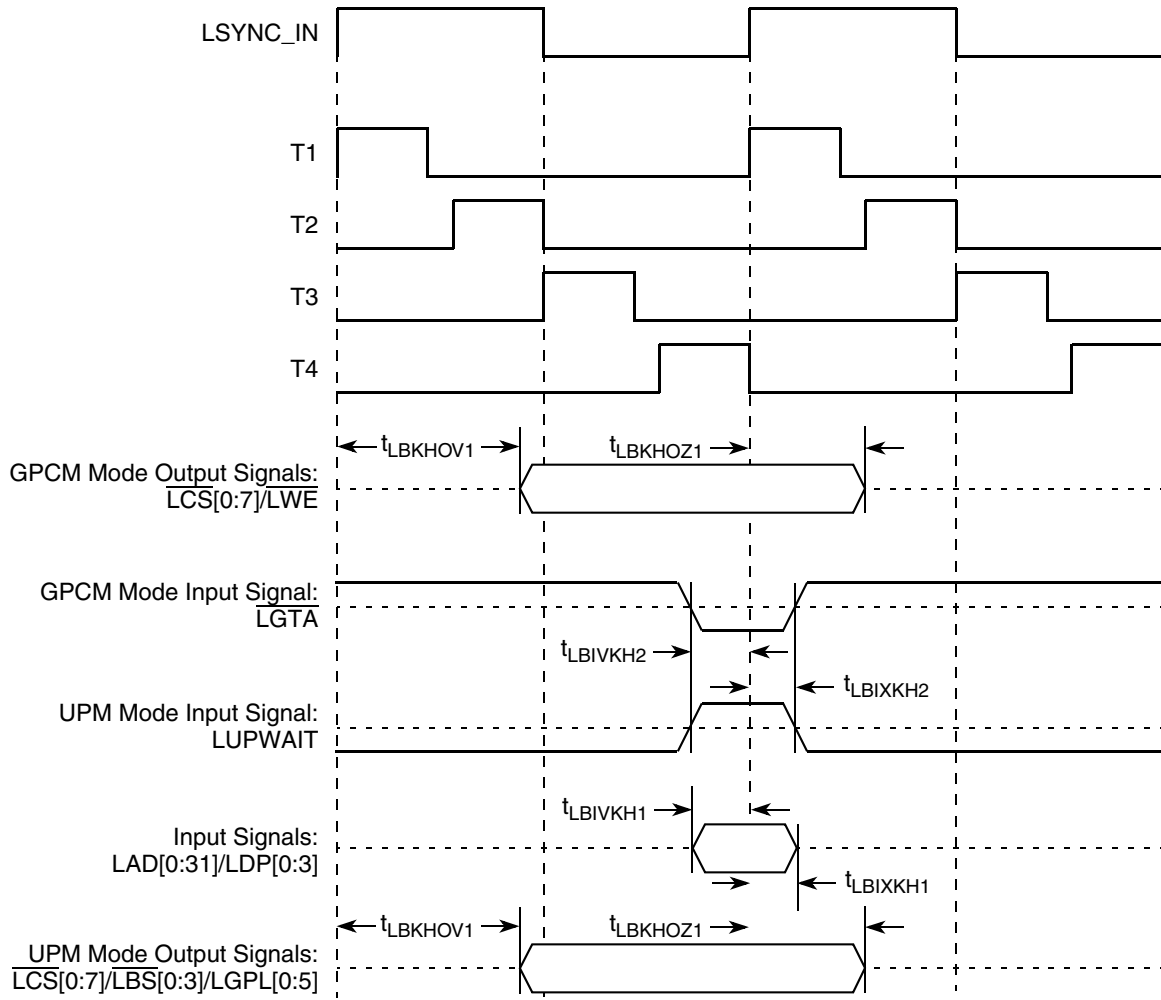 LSYNC_IN
T1
T2
T3
T4
tLBKHOV1
tLBKHOZ1
GPCM Mode Output Signals:
LCS[0:7]/LWE
GPCM Mode Input Signal:
LGTA
tLBIVKH2
tLBIXKH2
UPM Mode Input Signal:
LUPWAIT
tLBIVKH1
Input Signals:
LAD[0:31]/LDP[0:3]
tLBIXKH1
tLBKHOV1
tLBKHOZ1
UPM Mode Output Signals:
LCS[0:7]/LBS[0:3]/LGPL[0:5]